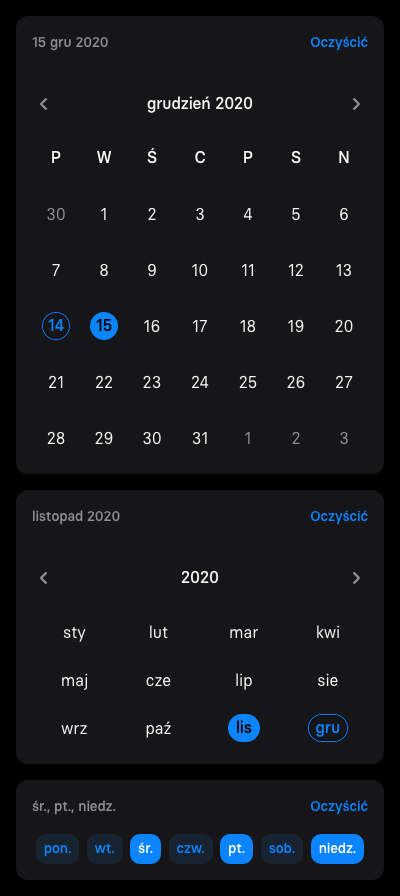 15 gru 2020 Oczyścić
grudzień 2020
P W Ś C P S N
30 1 2 3 4 5 6
7 8 9 10 11 12 13
14 15 16 17 18 19 20
21 22 23 24 25 26 27
28 29 30 31 1 2 3
listopad 2020 Oczyścić
2020
sty lut mar kwi
maj cze lip sie
wrz paź lis gru
śr., pt., niedz. Oczyścić
pon. wt. śr. czw. pt. sob. niedz.